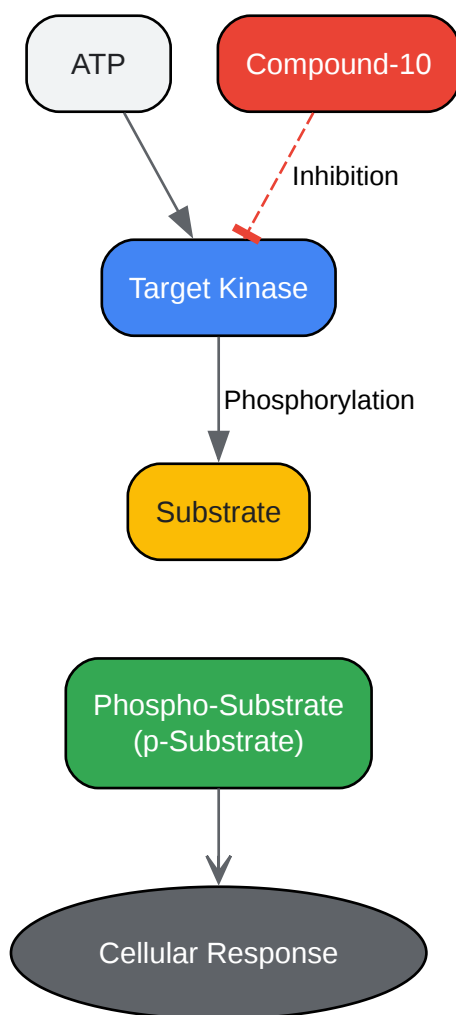 ATP
Compound-10
Inhibition
Target Kinase
Phosphorylation
Substrate
Phospho-Substrate
(p-Substrate)
Cellular Response